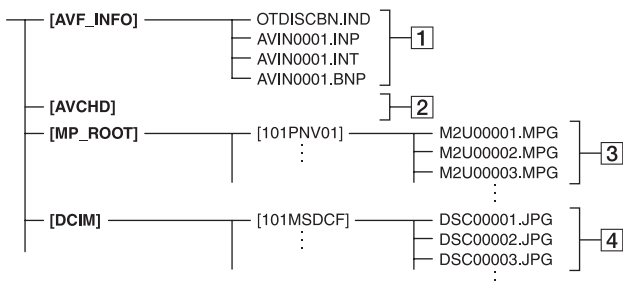 [AVF_INFO] OTDISCBN.IND
AVIN0001.INP
AVIN0001.INT
AVIN0001.BNP
1
[AVCHD] 2
[MP_ROOT] [101PNV01] M2U00001.MPG
M2U00002.MPG
M2U00003.MPG
3
[DCIM] [101MSDCF] DSC00001.JPG
DSC00002.JPG
DSC00003.JPG
4